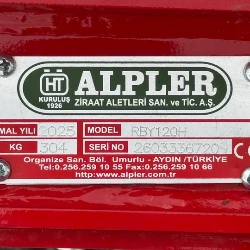 HT
KURULUŞ
1926
ALPLER
ZİRAAT ALETLERİ SAN. ve TİC. A.Ş.
MAL YILI 2025 MODEL RBY120H
KG 304 SERİ NO 2603336720
Organize San. Böl. Umurlu - AYDIN /TÜRKİYE
Tel:0.256.259 10 55 Fax:0.256.259 10 66
http://www.alpler.com.tr